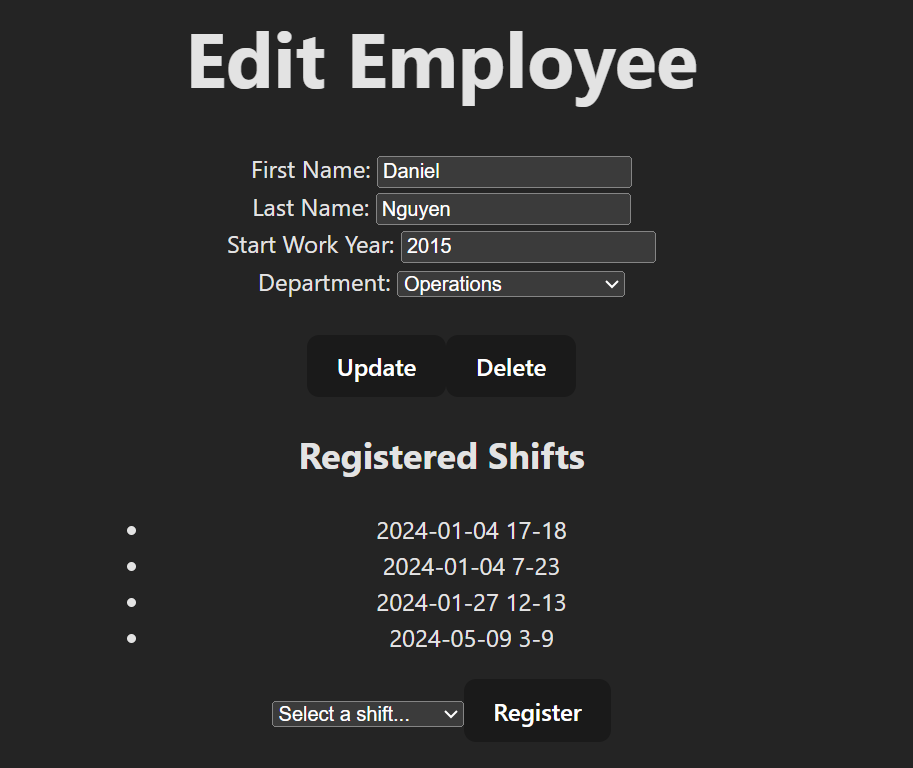 Edit Employee
First Name: Daniel
Last Name: Nguyen
Start Work Year: 2015
Department: Operations
Update Delete
Registered Shifts
2024-01-04 17-18
2024-01-04 7-23
2024-01-27 12-13
2024-05-09 3-9
Select a shift... Register